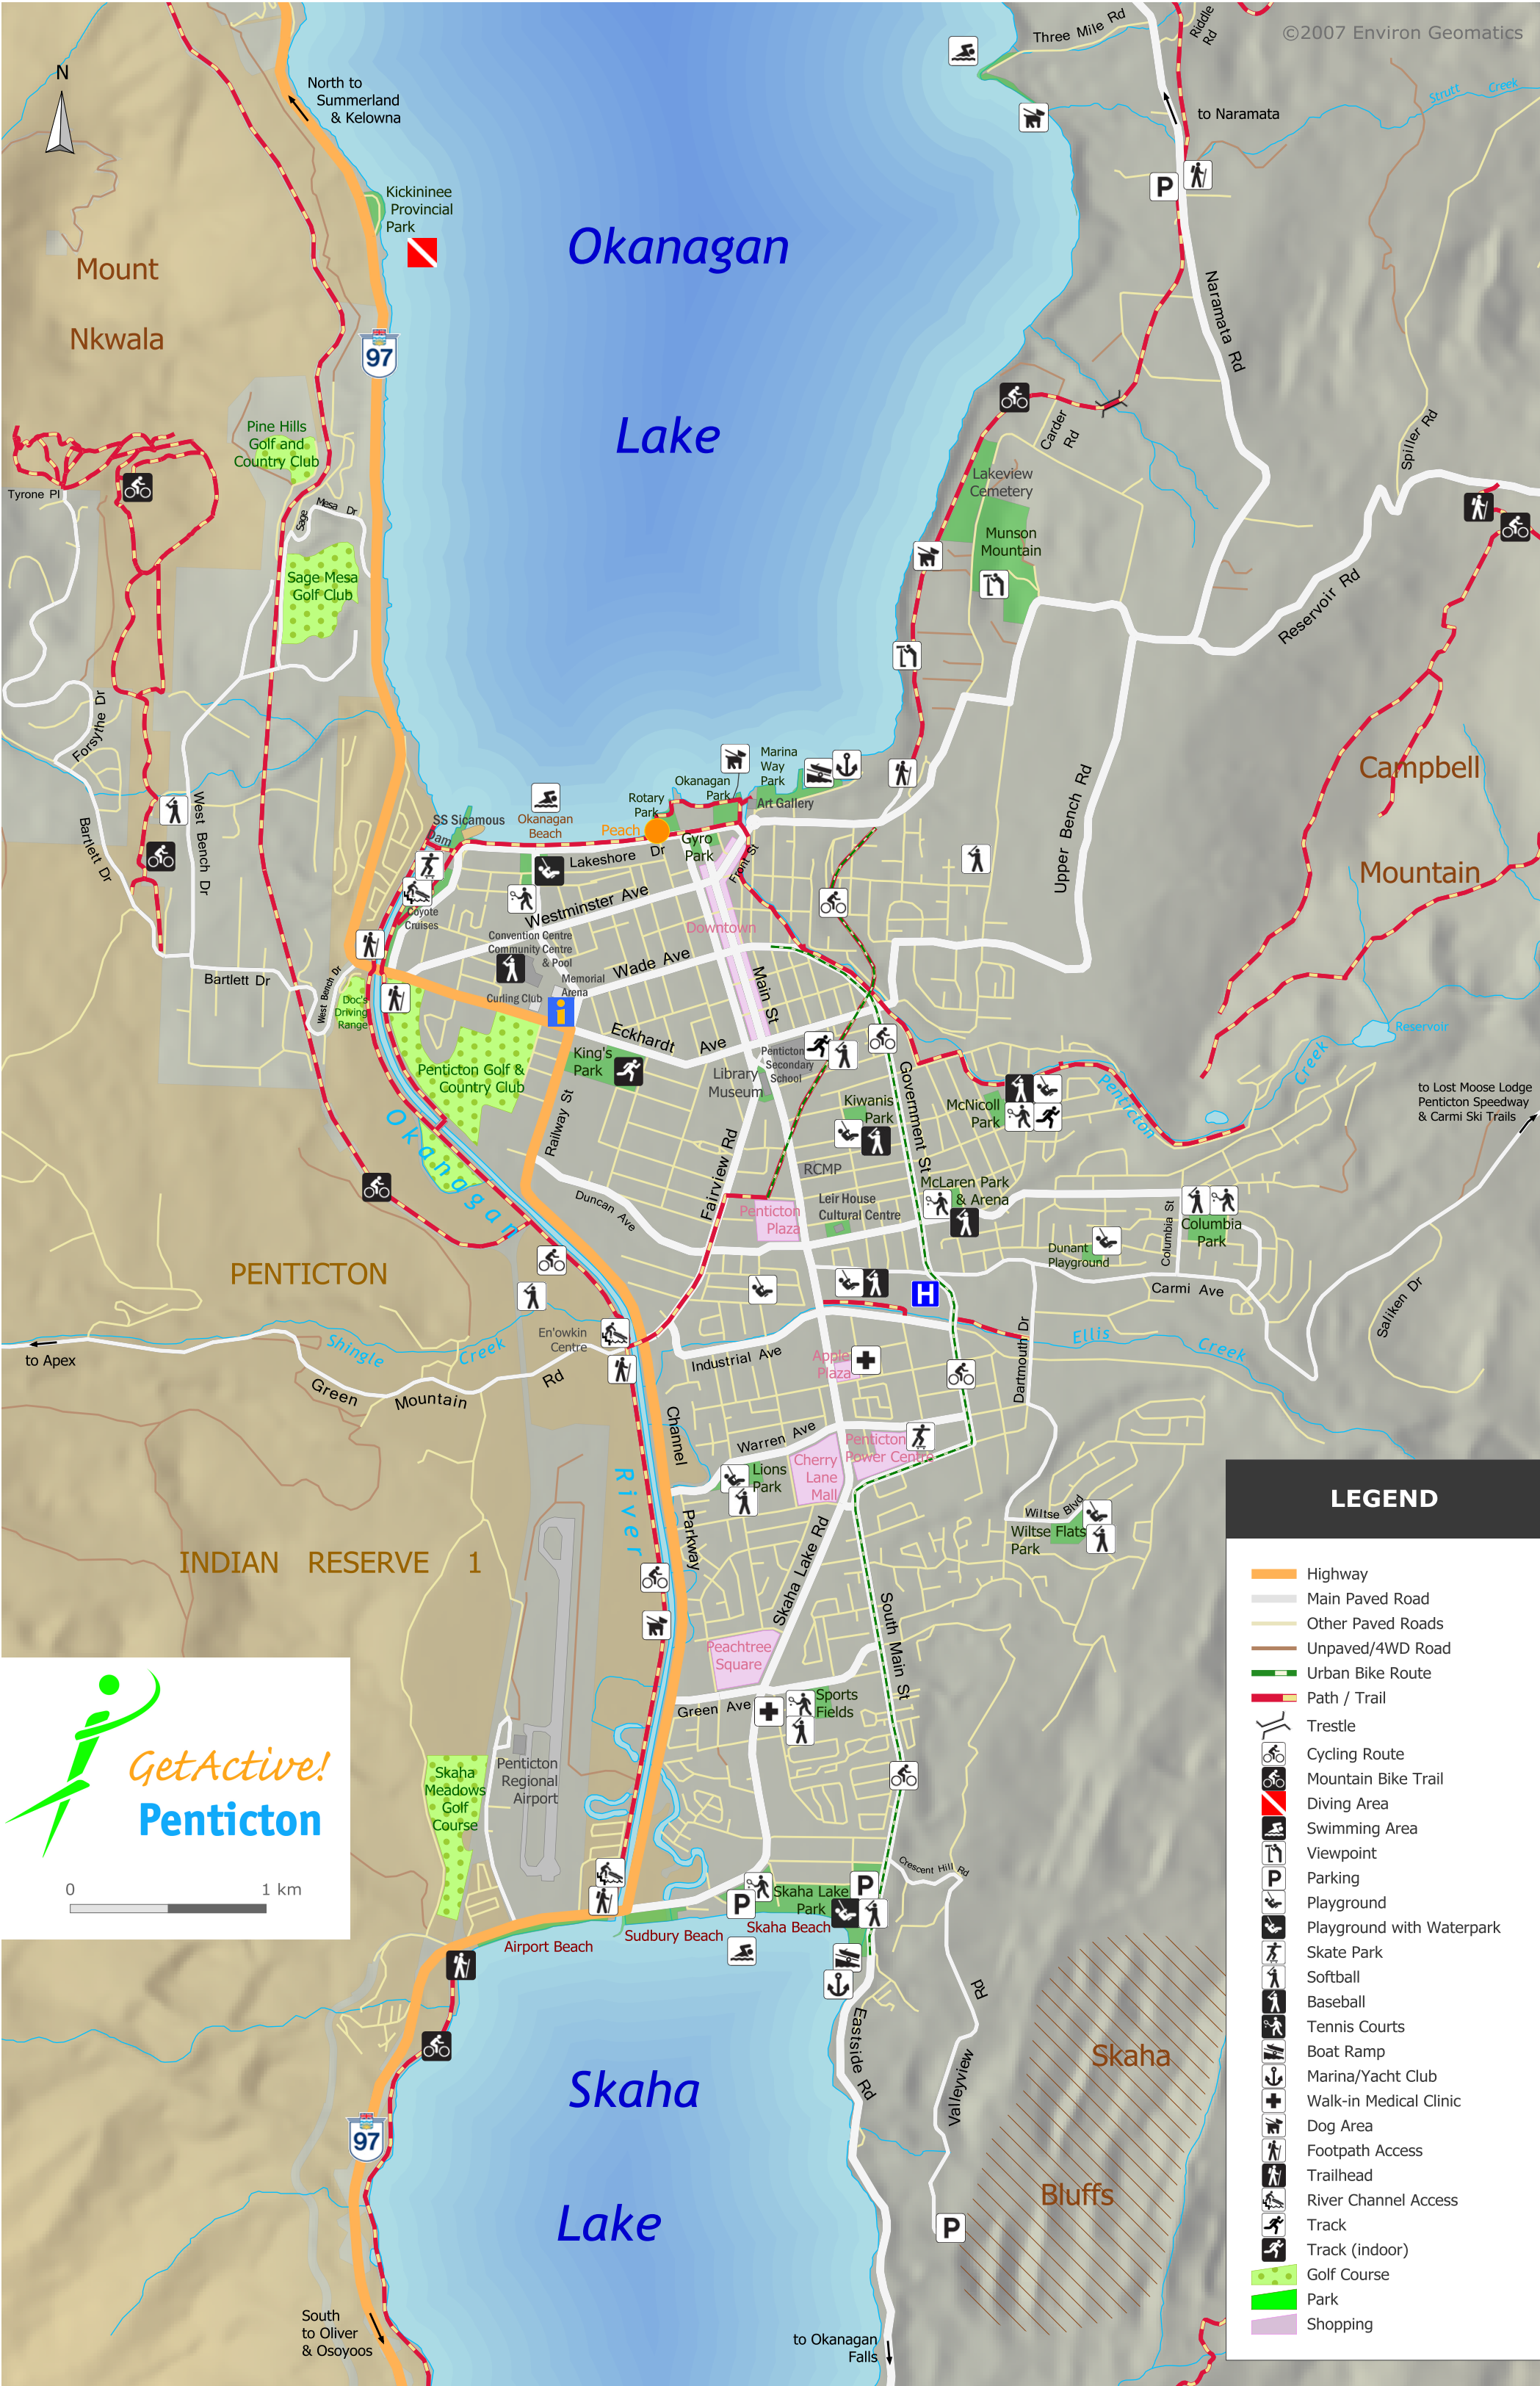 ©2007 Environ Geomatics
Three Mile Rd
Riddle
Rd
Strutt Creek
N
North to
Summerland
& Kelowna
to Naramata
P
Kickininee
Provincial
Park
Okanagan
Lake
Mount
Nkwala
97
Naramata Rd
Carder
Rd
Spiller Rd
Pine Hills
Golf and
Country Club
Tyrone Pl
Sage Mesa Dr
Sage Mesa
Golf Club
Lakeview
Cemetery
Munson
Mountain
Reservoir Rd
Forsythe Dr
Bartlett Dr
West Bench Dr
Campbell
Mountain
Upper Bench Rd
Marina
Way
Park
Okanagan
Park
Rotary
Park
Art Gallery
SS Sicamous
Dam
Okanagan
Beach
Peach
Gyro
Park
Lakeshore Dr
Front St
Westminster Ave
Coyote
Cruises
Downtown
Convention Centre
Community Centre
& Pool
Wade Ave
Memorial
Arena
Curling Club
i
Main St
Bartlett Dr
West Bench Dr
Doc's
Driving
Range
Eckhardt Ave
Reservoir
Creek
Penticton
Secondary
School
King's
Park
Library
Museum
Penticton Golf &
Country Club
Government St
Kiwanis
Park
McNicoll
Park
Penticton
to Lost Moose Lodge
Penticton Speedway
& Carmi Ski Trails
Railway St
Okanagan
Fairview Rd
RCMP
McLaren Park
& Arena
Leir House
Cultural Centre
Duncan Ave
Penticton
Plaza
Columbia St
Columbia
Park
Dunant
Playground
Carmi Ave
PENTICTON
H
Saliken Dr
to Apex
Shingle Creek
En'owkin
Centre
Green Mountain Rd
Industrial Ave
Apple
Plaza
Dartmouth Dr
Ellis Creek
Channel
Parkway
Warren Ave
Penticton
Power Centre
Cherry
Lane
Mall
Lions
Park
River
Wiltse Blvd
Wiltse Flats
Park
INDIAN RESERVE 1
Skaha Lake Rd
South Main St
Peachtree
Square
Green Ave
Sports
Fields
GetActive!
Penticton
0 1 km
Skaha
Meadows
Golf
Course
Penticton
Regional
Airport
Crescent Hill Rd
P
P
Skaha Lake
Park
Skaha Beach
Sudbury Beach
Airport Beach
Eastside Rd
Valleyview Rd
Skaha
Bluffs
P
Skaha
Lake
97
South
to Oliver
& Osoyoos
to Okanagan
Falls
LEGEND
Highway
Main Paved Road
Other Paved Roads
Unpaved/4WD Road
Urban Bike Route
Path / Trail
Trestle
Cycling Route
Mountain Bike Trail
Diving Area
Swimming Area
Viewpoint
P Parking
Playground
Playground with Waterpark
Skate Park
Softball
Baseball
Tennis Courts
Boat Ramp
Marina/Yacht Club
Walk-in Medical Clinic
Dog Area
Footpath Access
Trailhead
River Channel Access
Track
Track (indoor)
Golf Course
Park
Shopping